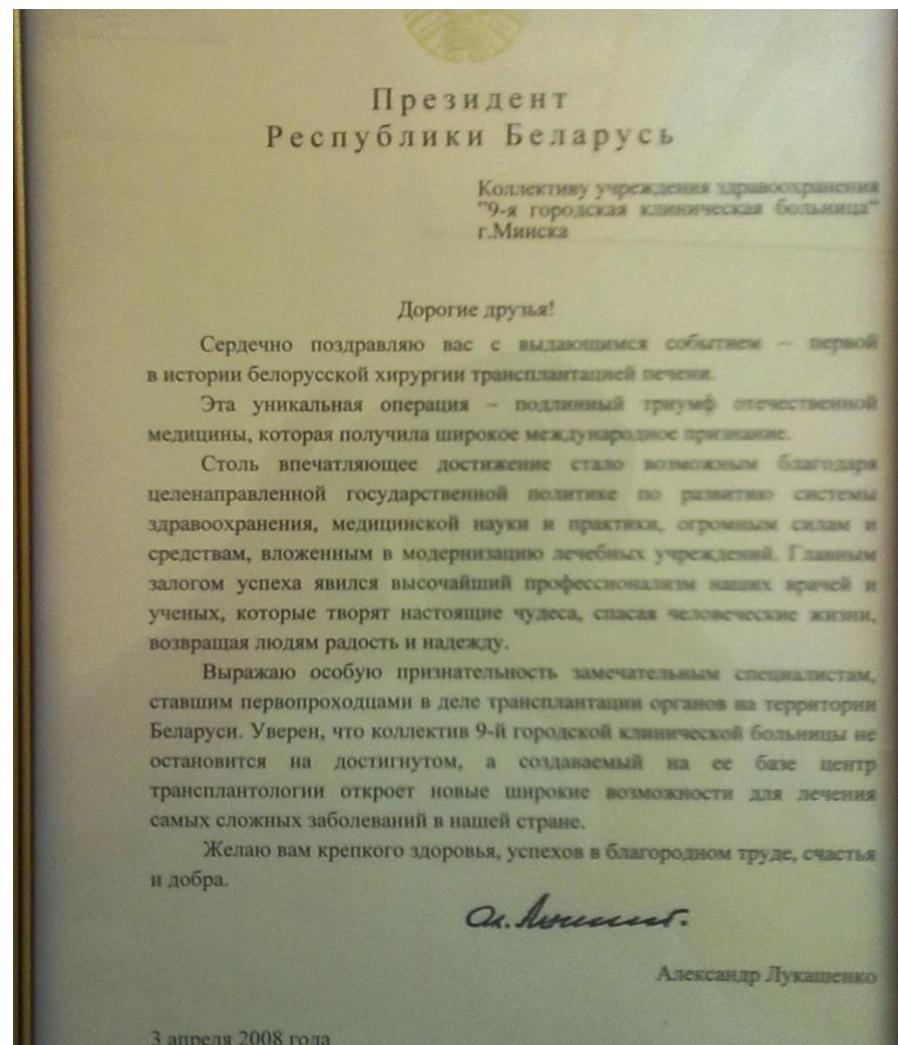 Президент
Республики Беларусь
Коллективу учреждения здравоохранения
"9-я городская клиническая больница"
г.Минска
Дорогие друзья!
Сердечно поздравляю вас с выдающимся событием – первой
в истории белорусской хирургии трансплантацией печени.
Эта уникальная операция – подлинный триумф отечественной
медицины, которая получила широкое международное признание.
Столь впечатляющее достижение стало возможным благодаря
целенаправленной государственной политике по развитию системы
здравоохранения, медицинской науки и практики, огромным силам и
средствам, вложенным в модернизацию лечебных учреждений. Главным
залогом успеха явился высочайший профессионализм наших врачей и
ученых, которые творят настоящие чудеса, спасая человеческие жизни,
возвращая людям радость и надежду.
Выражаю особую признательность замечательным специалистам,
ставшим первопроходцами в деле трансплантации органов на территории
Беларуси. Уверен, что коллектив 9-й городской клинической больницы не
остановится на достигнутом, а создаваемый на ее базе центр
трансплантологии откроет новые широкие возможности для лечения
самых сложных заболеваний в нашей стране.
Желаю вам крепкого здоровья, успехов в благородном труде, счастья
и добра.
Александр Лукашенко
3 апреля 2008 года